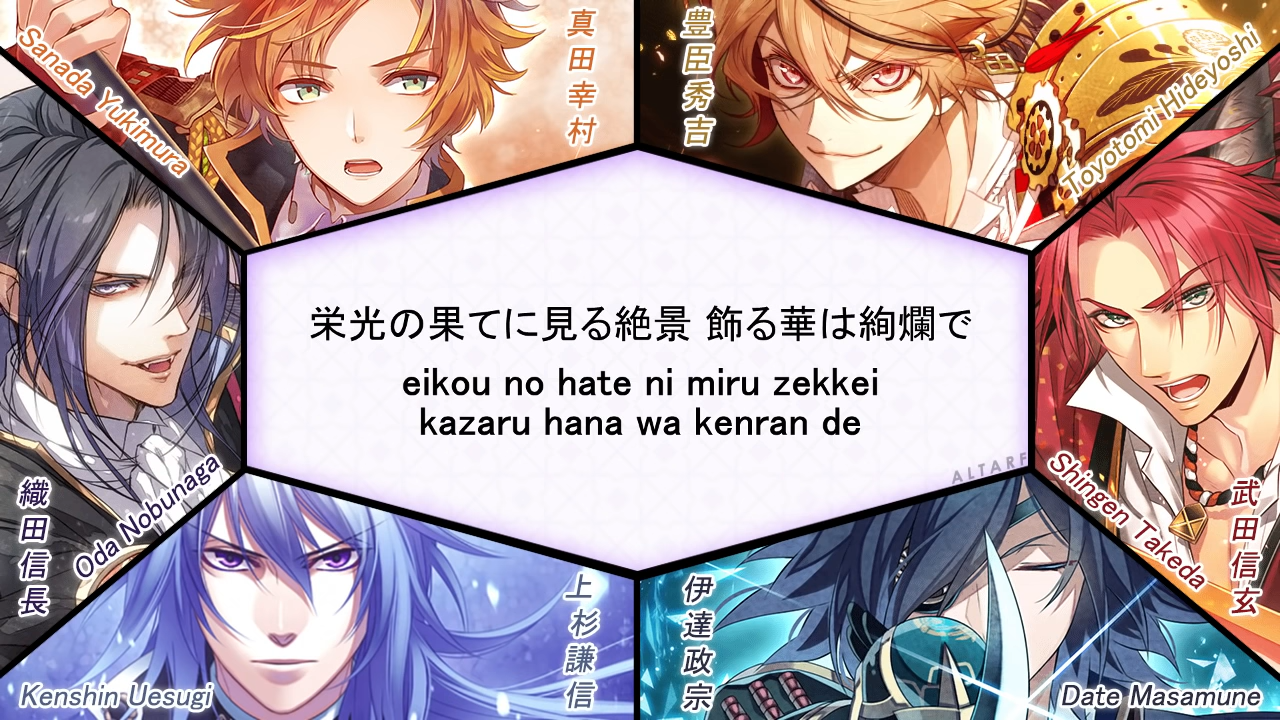 真田幸村
Sanada Yukimura
豊臣秀吉
Toyotomi Hideyoshi
栄光の果てに見る絶景 飾る華は絢爛で
eikou no hate ni miru zekkei
kazaru hana wa kenran de
ALTARF
織田信長
Oda Nobunaga
武田信玄
Shingen Takeda
上杉謙信
Kenshin Uesugi
伊達政宗
Date Masamune